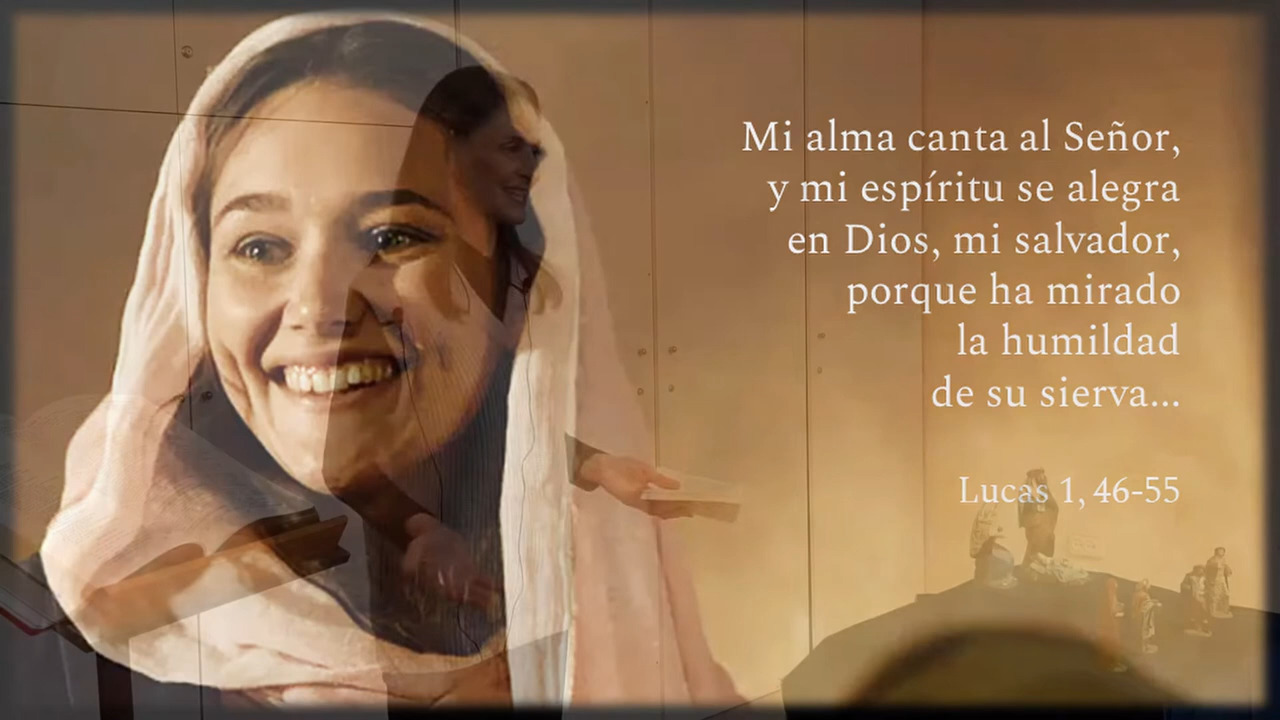 Mi alma canta al Señor,
y mi espíritu se alegra
en Dios, mi salvador,
porque ha mirado
la humildad
de su sierva...
Lucas 1, 46-55